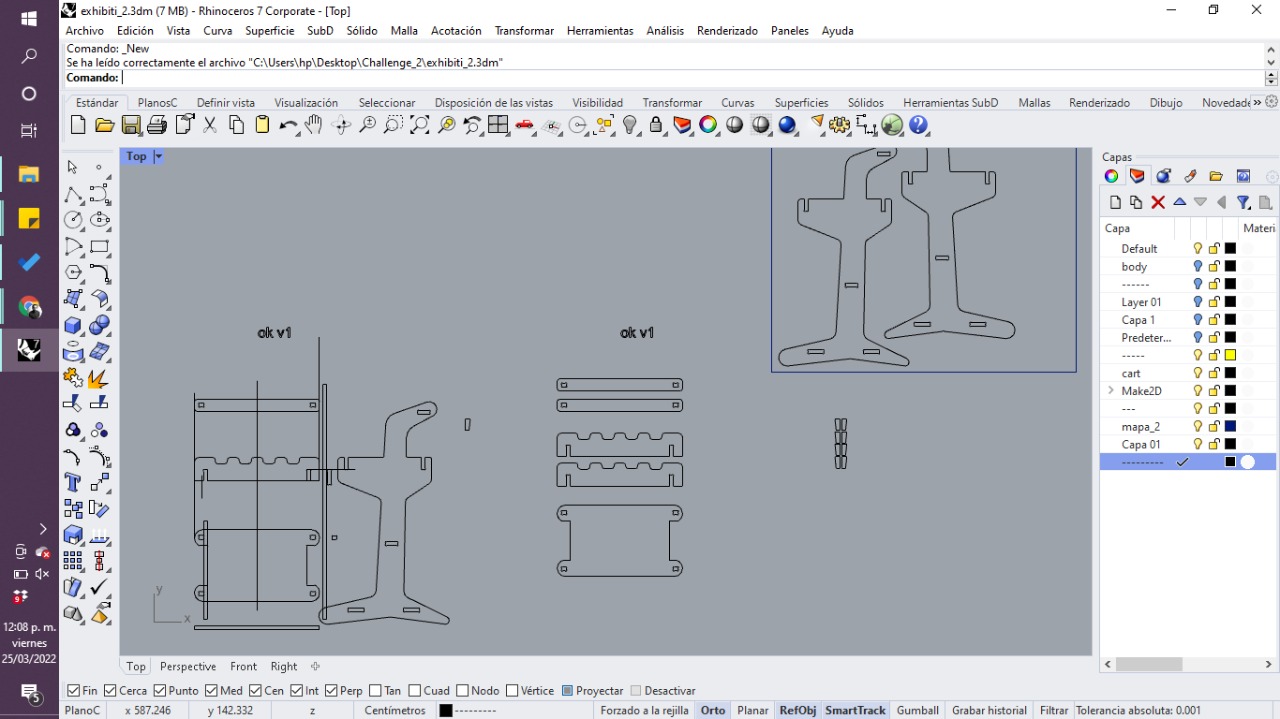 exhibiti_2.3dm (7 MB) - Rhinoceros 7 Corporate - [Top]
Archivo Edición Vista Curva Superficie SubD Sólido Malla Acotación Transformar Herramientas Análisis Renderizado Paneles Ayuda
Comando: _New
Se ha leído correctamente el archivo "C:\Users\hp\Desktop\Challenge_2\exhibiti_2.3dm"
Comando:
Estándar PlanosC Definir vista Visualización Seleccionar Disposición de las vistas Visibilidad Transformar Curvas Superficies Sólidos Herramientas SubD Mallas Renderizado Dibujo Novedade »
Top
Capas
Capa Materi
Default
body
------
Layer 01
Capa 1
Predeter...
-----
cart
Make2D
---
mapa_2
Capa 01
---------
ok v1
ok v1
y
x
7
9
12:08 p. m.
viernes
25/03/2022
5
Top Perspective Front Right
Fin Cerca Punto Med Cen Int Perp Tan Cuad Nodo Vértice Proyectar Desactivar
PlanoC x 587.246 y 142.332 z Centímetros --------- Forzado a la rejilla Orto Planar RefObj SmartTrack Gumball Grabar historial Filtrar Tolerancia absoluta: 0.001